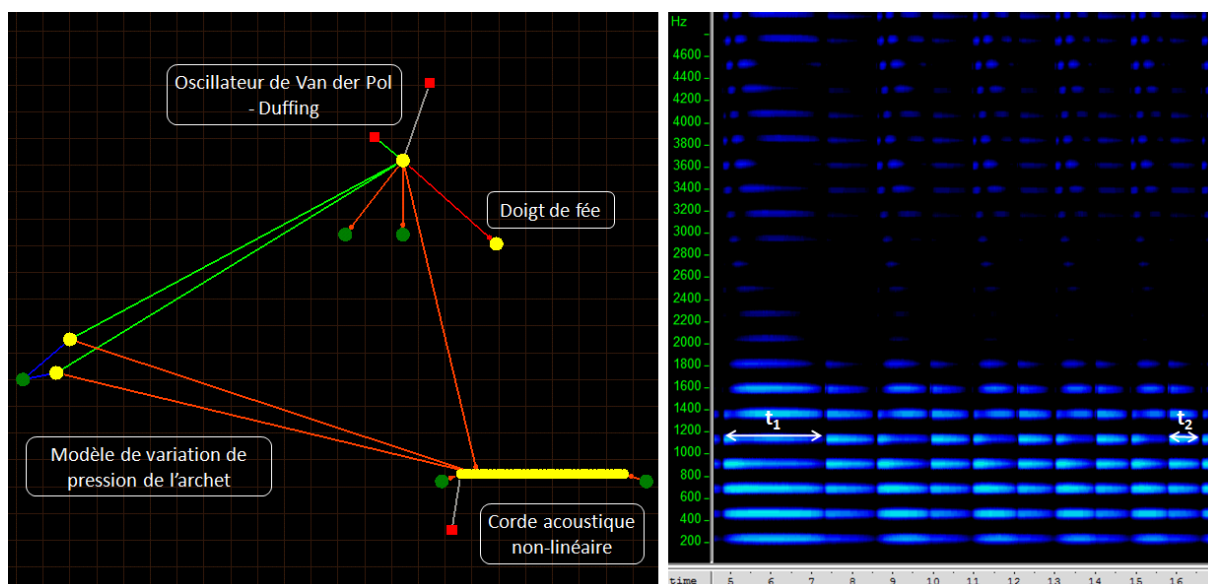 Oscillateur de Van der Pol
- Duffing
Doigt de fée
Modèle de variation de
pression de l'archet
Corde acoustique
non-linéaire
Hz
4600
4400
4200
4000
3800
3600
3400
3200
3000
2800
2600
2400
2200
2000
1800
1600
1400
1200
1000
800
600
400
200
t1
t2
time 5 6 7 8 9 10 11 12 13 14 15 16